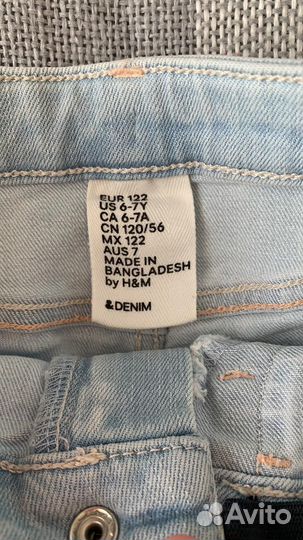 EUR 122
US 6-7Y
CA 6-7A
CN 120/56
MX 122
AUS 7
MADE IN
BANGLADESH
by H&M
&DENIM
Avito